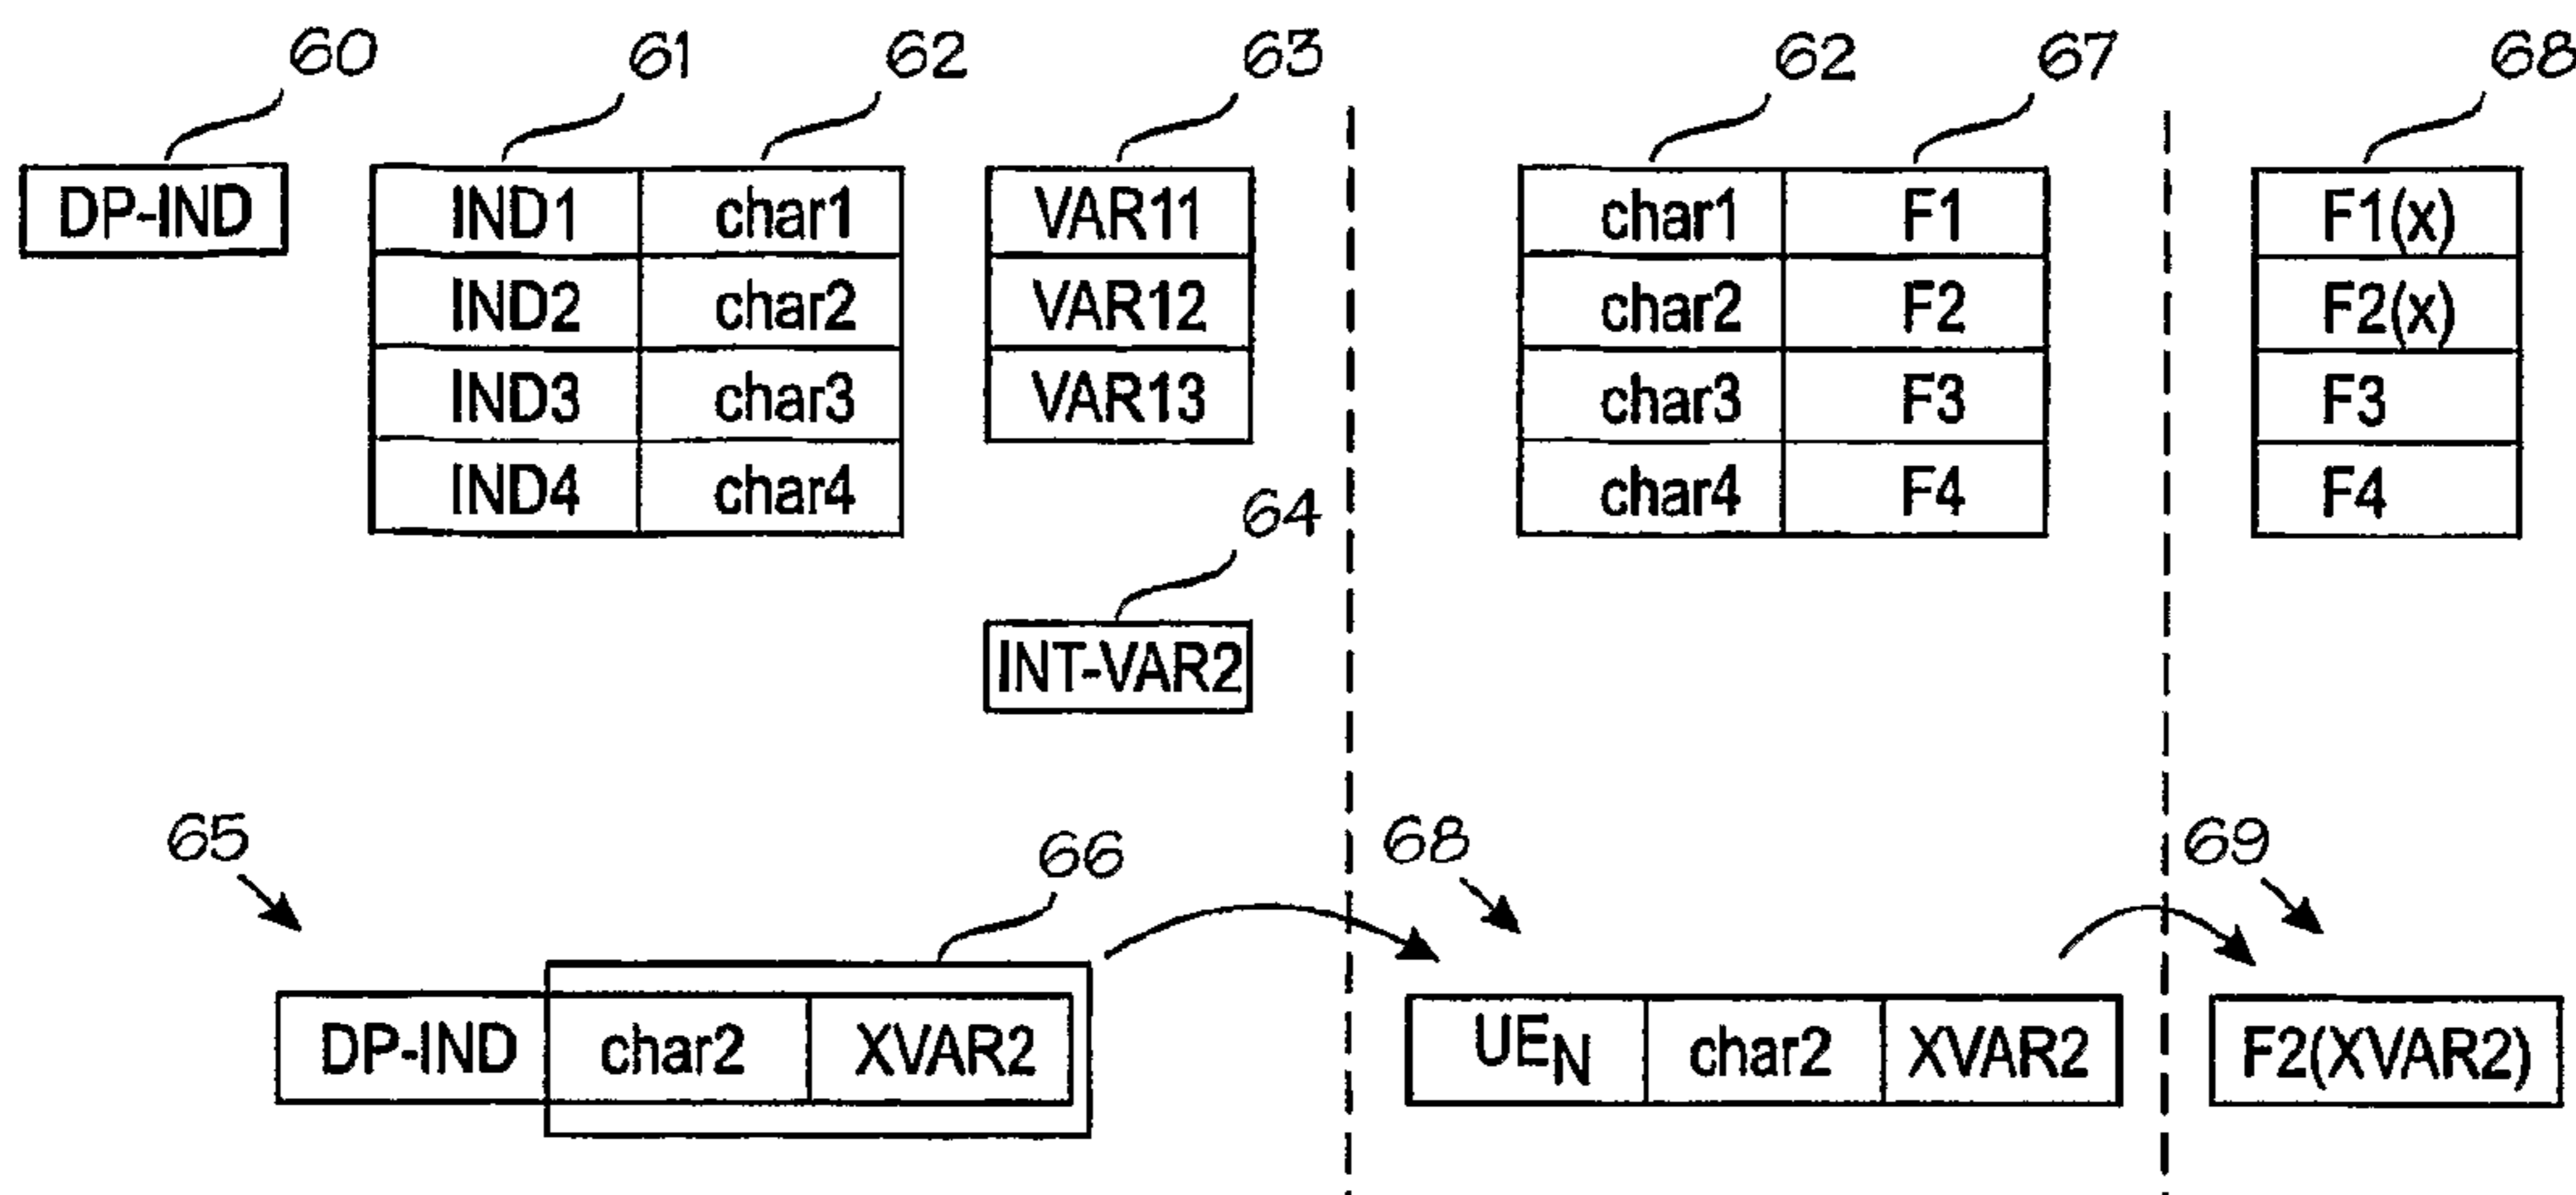 60 61 62 63 62 67 68
DP-IND IND1 char1 VAR11 char1 F1 F1(x)
IND2 char2 VAR12 char2 F2 F2(x)
IND3 char3 VAR13 char3 F3 F3
IND4 char4 char4 F4 F4
64
INT-VAR2
65 66 68 69
DP-IND char2 XVAR2 UEN char2 XVAR2 F2(XVAR2)